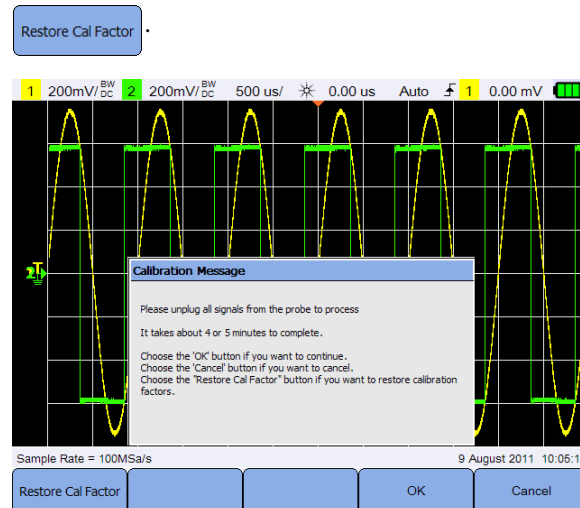 Restore Cal Factor .
1 200mV/ BW DC 2 200mV/ BW DC 500 us/ 0.00 us Auto 1 0.00 mV
2 T
Calibration Message
Please unplug all signals from the probe to process
It takes about 4 or 5 minutes to complete.
Choose the 'OK' button if you want to continue.
Choose the 'Cancel' button if you want to cancel.
Choose the "Restore Cal Factor" button if you want to restore calibration
factors.
Sample Rate = 100MSa/s 9 August 2011 10:05:1
Restore Cal Factor OK Cancel